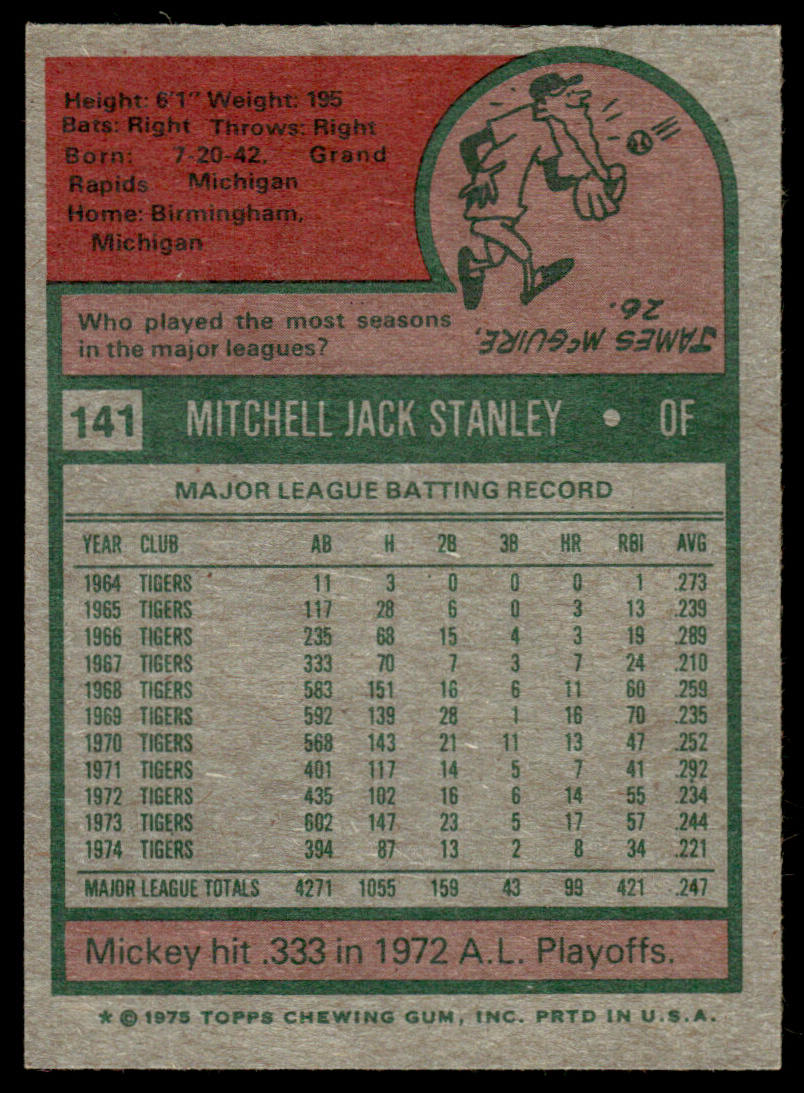 Height: 6'1" Weight: 195
Bats: Right Throws: Right
Born: 7-20-42, Grand
Rapids Michigan
Home: Birmingham,
Michigan
Who played the most seasons
in the major leagues?
JAMES McGUIRE,
26.
141 MITCHELL JACK STANLEY • OF
MAJOR LEAGUE BATTING RECORD
YEAR CLUB AB H 2B 3B HR RBI AVG
1964 TIGERS 11 3 0 0 0 1 .273
1965 TIGERS 117 28 6 0 3 13 .239
1966 TIGERS 235 68 15 4 3 19 .289
1967 TIGERS 333 70 7 3 7 24 .210
1968 TIGERS 583 151 16 6 11 60 .259
1969 TIGERS 592 139 28 1 16 70 .235
1970 TIGERS 568 143 21 11 13 47 .252
1971 TIGERS 401 117 14 5 7 41 .292
1972 TIGERS 435 102 16 6 14 55 .234
1973 TIGERS 602 147 23 5 17 57 .244
1974 TIGERS 394 87 13 2 8 34 .221
MAJOR LEAGUE TOTALS 4271 1055 159 43 99 421 .247
Mickey hit .333 in 1972 A.L. Playoffs.
* © 1975 TOPPS CHEWING GUM, INC. PRTD IN U.S.A.